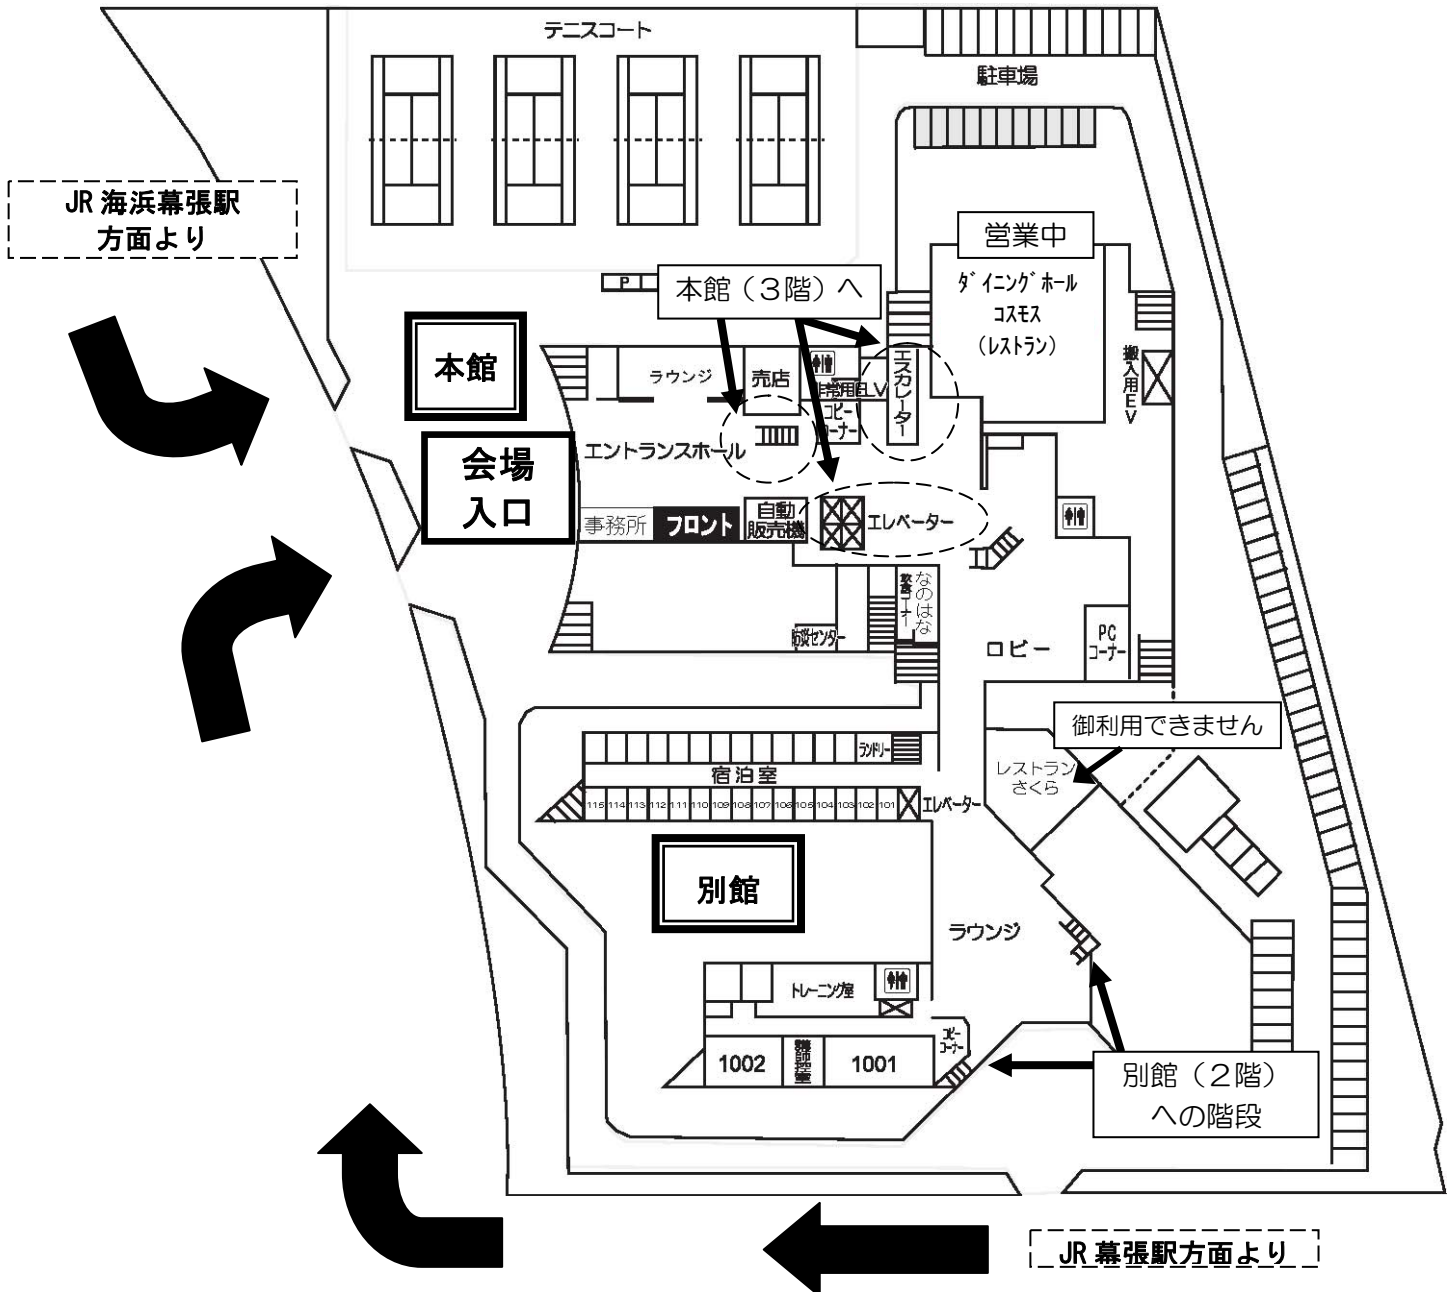 テニスコート
駐車場
JR 海浜幕張駅
方面より
営業中
ダイニングホール
コスモス
（レストラン）
本館（３階）へ
P
本館
ラウンジ
売店
非常用ELV
コピー
コーナー
エスカレーター
搬入用EV
エントランスホール
会場
入口
事務所
フロント
自動
販売機
エレベーター
なのはな
防災センター
ロビー
PC
コーナー
御利用できません
レストラン
さくら
ランドリー
宿泊室
115 114 113 112 111 110 109 108 107 106 105 104 103 102 101
エレベーター
別館
ラウンジ
トレーニング室
コピー
コーナー
1002
講師控室
1001
別館（２階）
への階段
JR 幕張駅方面より